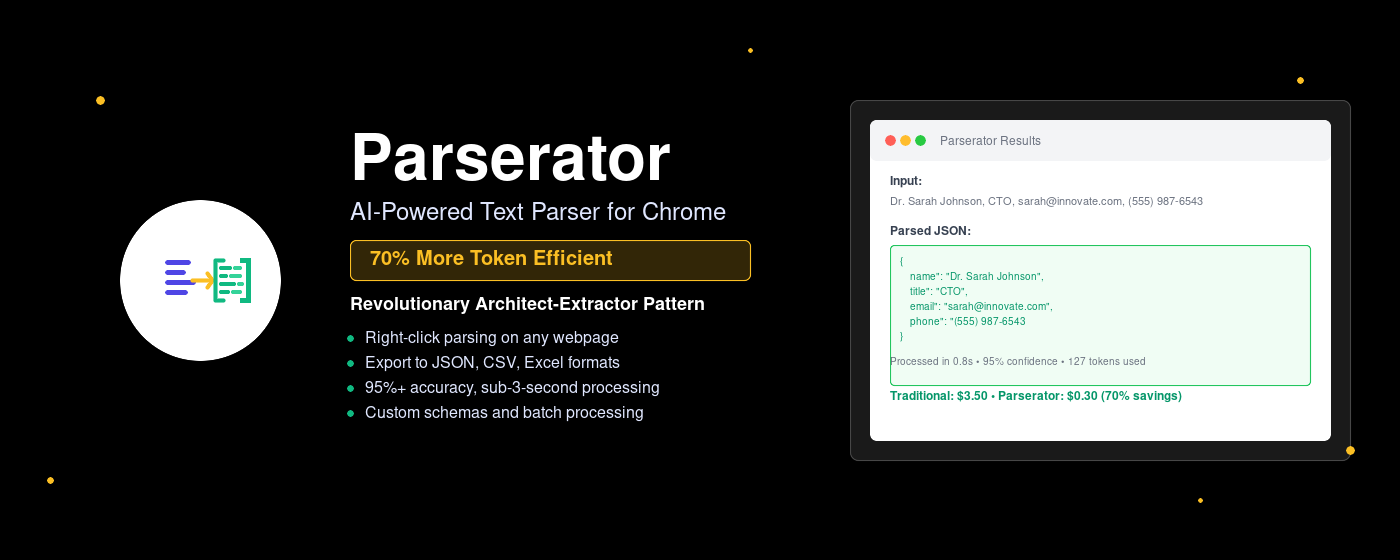 Parserator
AI-Powered Text Parser for Chrome
70% More Token Efficient
Revolutionary Architect-Extractor Pattern
• Right-click parsing on any webpage
• Export to JSON, CSV, Excel formats
• 95%+ accuracy, sub-3-second processing
• Custom schemas and batch processing
Parserator Results
Input:
Dr. Sarah Johnson, CTO, sarah@innovate.com, (555) 987-6543
Parsed JSON:
{
name": "Dr. Sarah Johnson",
title": "CTO",
email": "sarah@innovate.com",
phone": "(555) 987-6543
}
Processed in 0.8s • 95% confidence • 127 tokens used
Traditional: $3.50 • Parserator: $0.30 (70% savings)